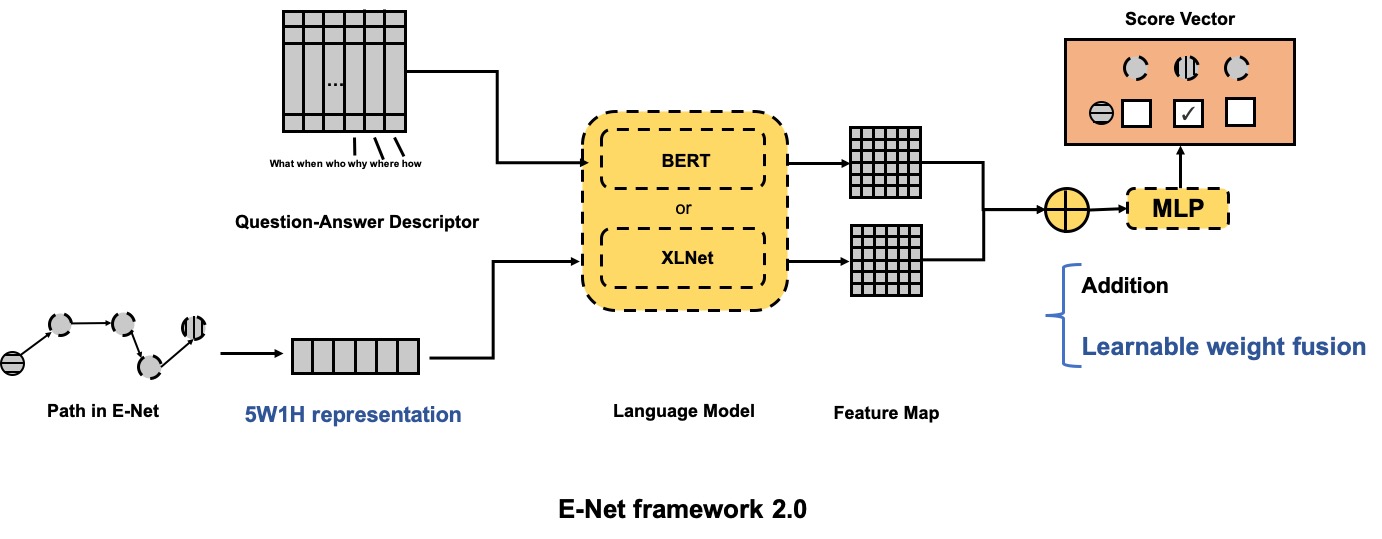 Score Vector
...
What when who why where how
Question-Answer Descriptor
BERT
or
XLNet
✓
MLP
Addition
Learnable weight fusion
Path in E-Net
5W1H representation
Language Model
Feature Map
E-Net framework 2.0